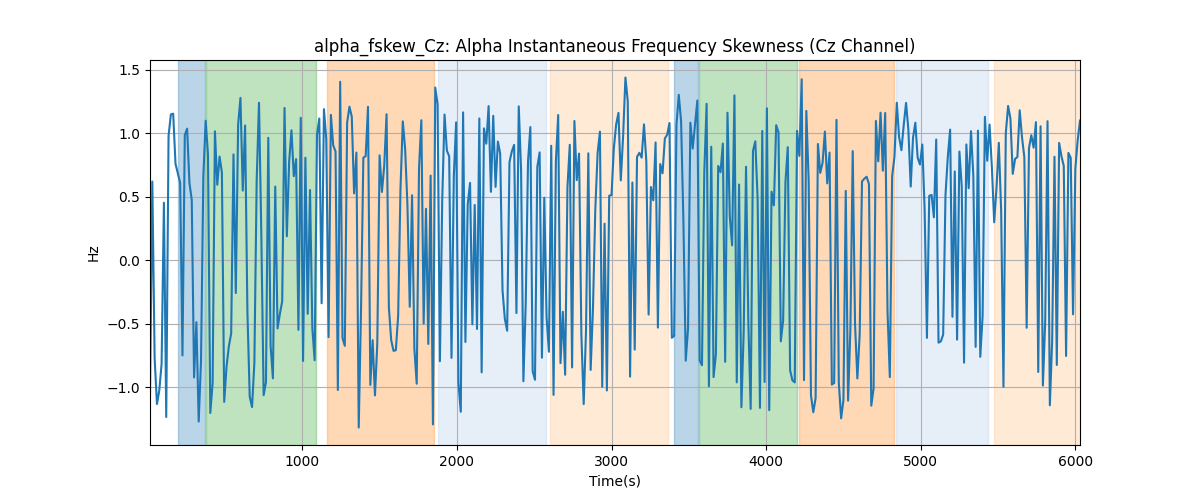 alpha_fskew_Cz: Alpha Instantaneous Frequency Skewness (Cz Channel)
1.5
1.0
0.5
0.0
−0.5
−1.0
Hz
1000 2000 3000 4000 5000 6000
Time(s)